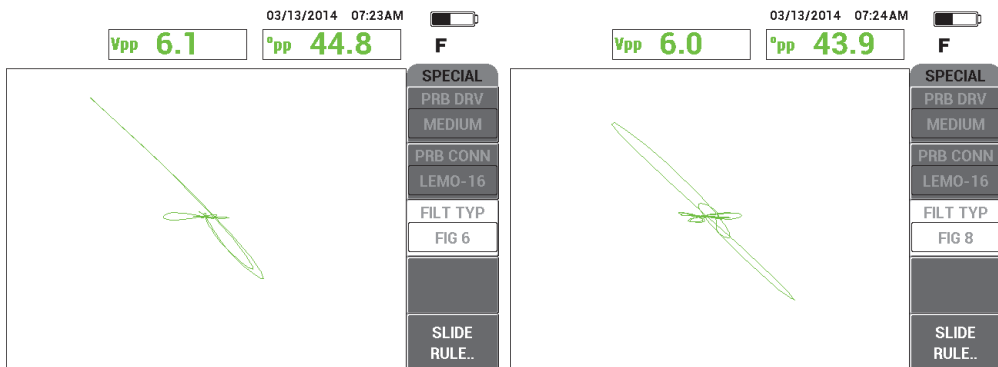 03/13/2014 07:23AM
Vpp 6.1 °pp 44.8 F
SPECIAL
PRB DRV
MEDIUM
PRB CONN
LEMO-16
FILT TYP
FIG 6
SLIDE
RULE..
03/13/2014 07:24AM
Vpp 6.0 °pp 43.9 F
SPECIAL
PRB DRV
MEDIUM
PRB CONN
LEMO-16
FILT TYP
FIG 8
SLIDE
RULE..